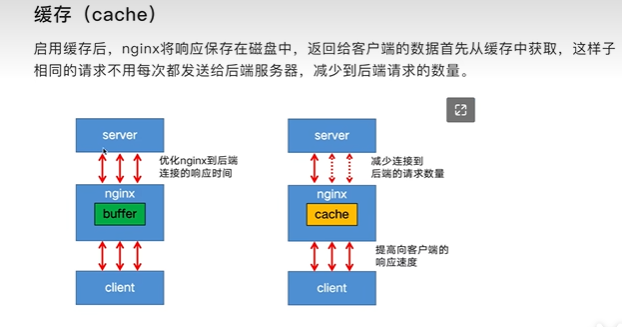 缓存（cache）
启用缓存后，nginx将响应保存在磁盘中，返回给客户端的数据首先从缓存中获取，这样子
相同的请求不用每次都发送给后端服务器，减少到后端请求的数量。
server
优化nginx到后端
连接的响应时间
nginx
buffer
client
server
减少连接到
后端的请求数量
nginx
cache
提高向客户端的
响应速度
client